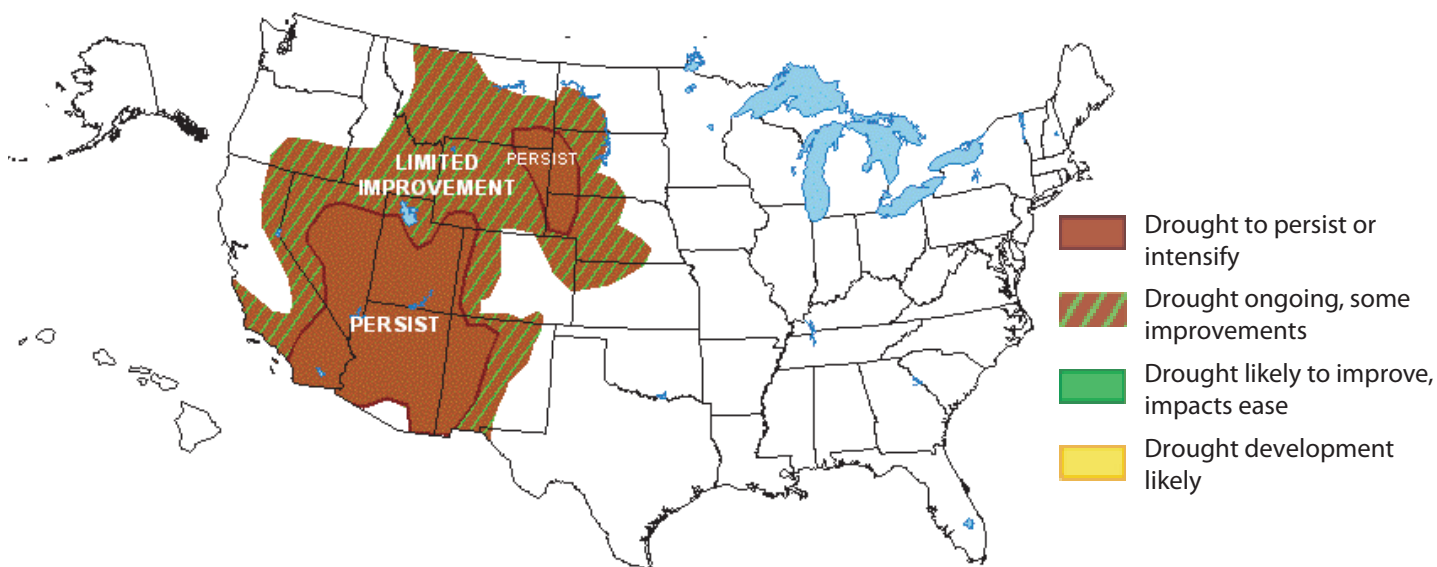 LIMITED
IMPROVEMENT
PERSIST
PERSIST
Drought to persist or
intensify
Drought ongoing, some
improvements
Drought likely to improve,
impacts ease
Drought development
likely